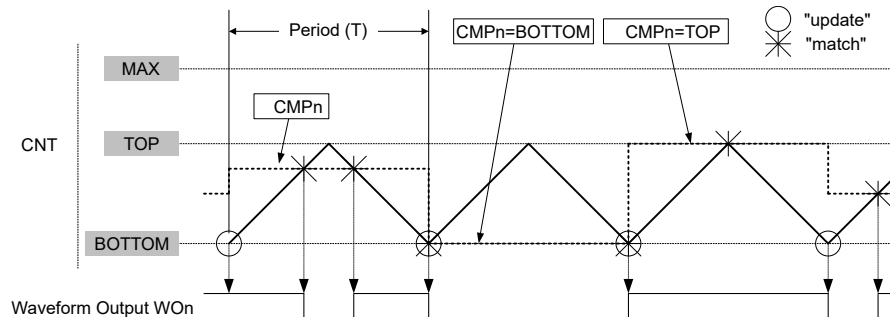 Period (T)
CMPn=BOTTOM
CMPn=TOP
"update"
"match"
MAX
CMPn
CNT
TOP
BOTTOM
Waveform Output WOn